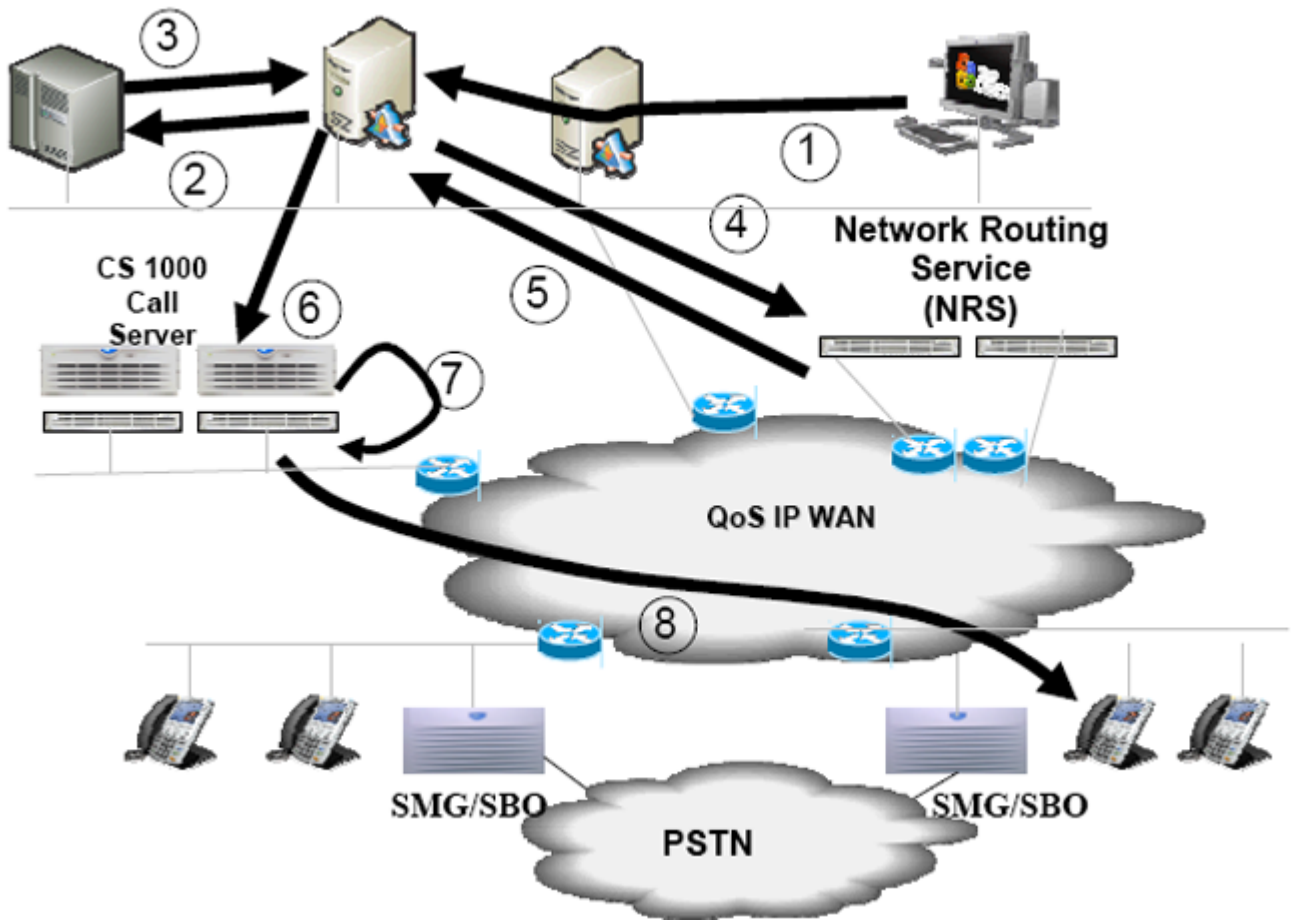 3
1
2
4
Network Routing
Service
(NRS)
CS 1000
Call
Server
5
6
7
QoS IP WAN
8
SMG/SBO
SMG/SBO
PSTN